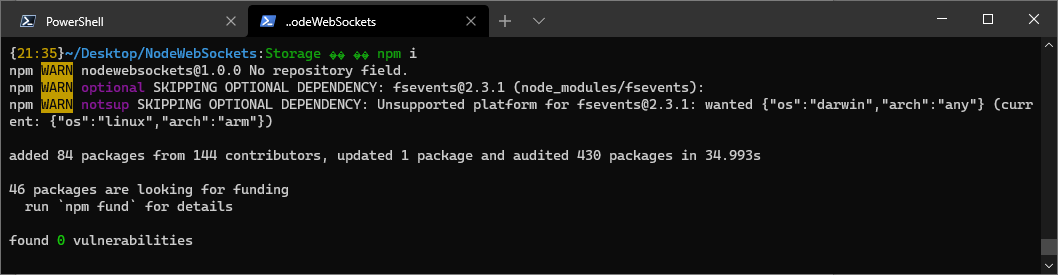 PowerShell
..odeWebSockets
{21:35}~/Desktop/NodeWebSockets:Storage �� �� npm i
npm WARN nodewebsockets@1.0.0 No repository field.
npm WARN optional SKIPPING OPTIONAL DEPENDENCY: fsevents@2.3.1 (node_modules/fsevents):
npm WARN notsup SKIPPING OPTIONAL DEPENDENCY: Unsupported platform for fsevents@2.3.1: wanted {"os":"darwin","arch":"any"} (curr
ent: {"os":"linux","arch":"arm"})
added 84 packages from 144 contributors, updated 1 package and audited 430 packages in 34.993s
46 packages are looking for funding
run `npm fund` for details
found 0 vulnerabilities